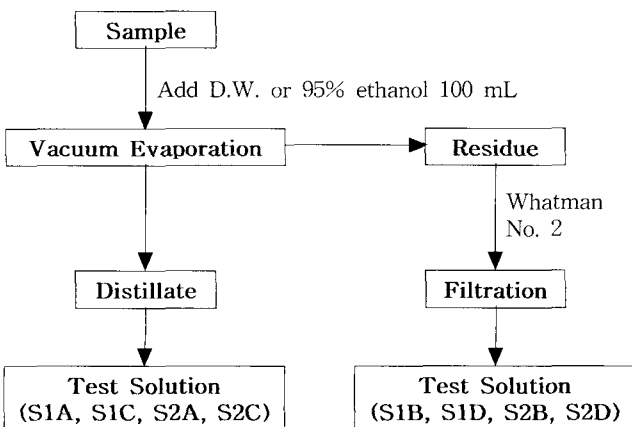 Sample
Add D.W. or 95% ethanol 100 mL
Vacuum Evaporation
Residue
Whatman
No. 2
Distillate
Filtration
Test Solution
(S1A, S1C, S2A, S2C)
Test Solution
(S1B, S1D, S2B, S2D)